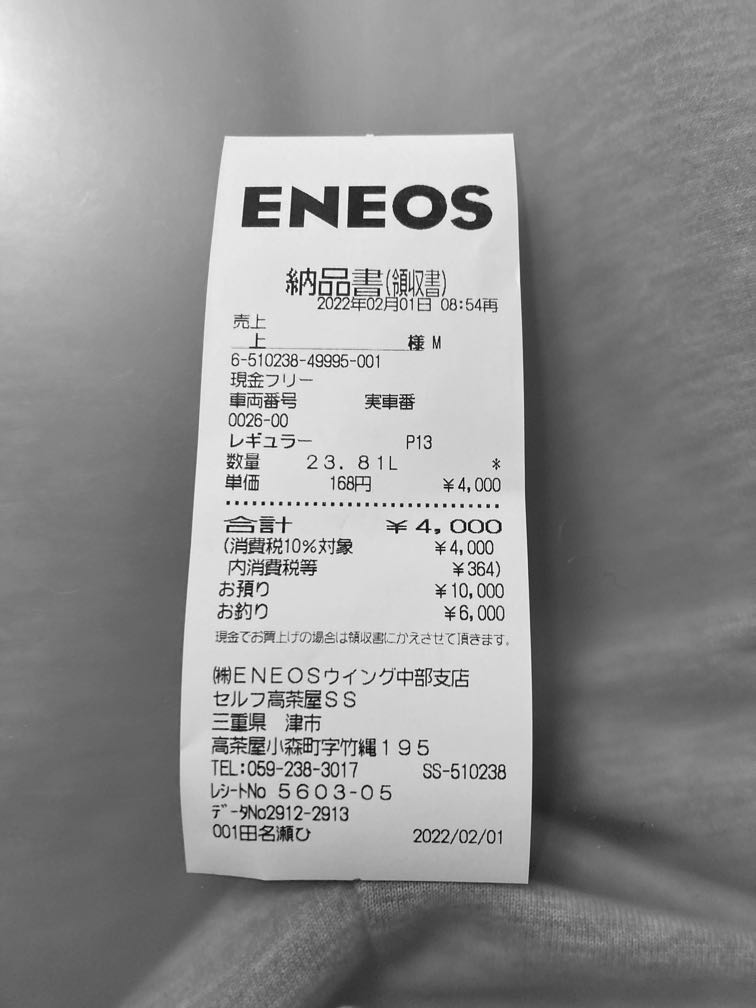 ENEOS
納品書(領収書)
2022年02月01日 08:54再
売上
上 様 M
6-510238-49995-001
現金フリー
車両番号 実車番
0026-00
レギュラー P13
数量 23.81L *
単価 168円 ¥4,000
合計 ¥4,000
(消費税10%対象 ¥4,000
内消費税等 ¥364)
お預り ¥10,000
お釣り ¥6,000
現金でお買上げの場合は領収書にかえさせて頂きます。
㈱ENEOSウイング中部支店
セルフ高茶屋SS
三重県 津市
高茶屋小森町字竹縄195
TEL:059-238-3017 SS-510238
ﾚｼｰﾄNo 5603-05
ﾃﾞｰﾀNo2912-2913
001田名瀬ひ 2022/02/01